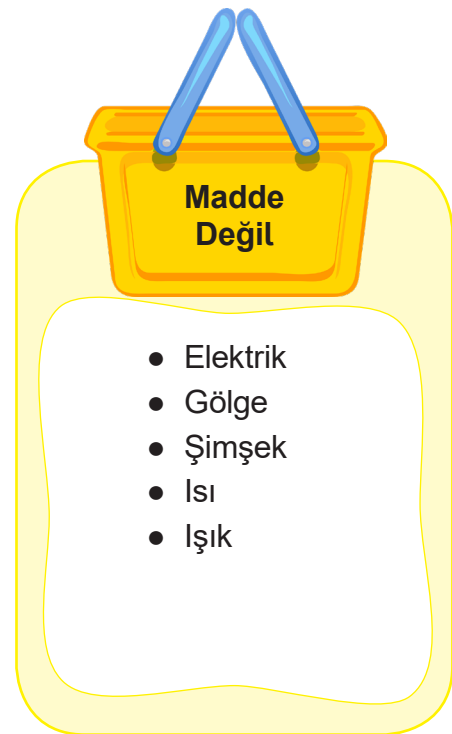 Madde
Değil
● Elektrik
● Gölge
● Şimşek
● Isı
● Işık